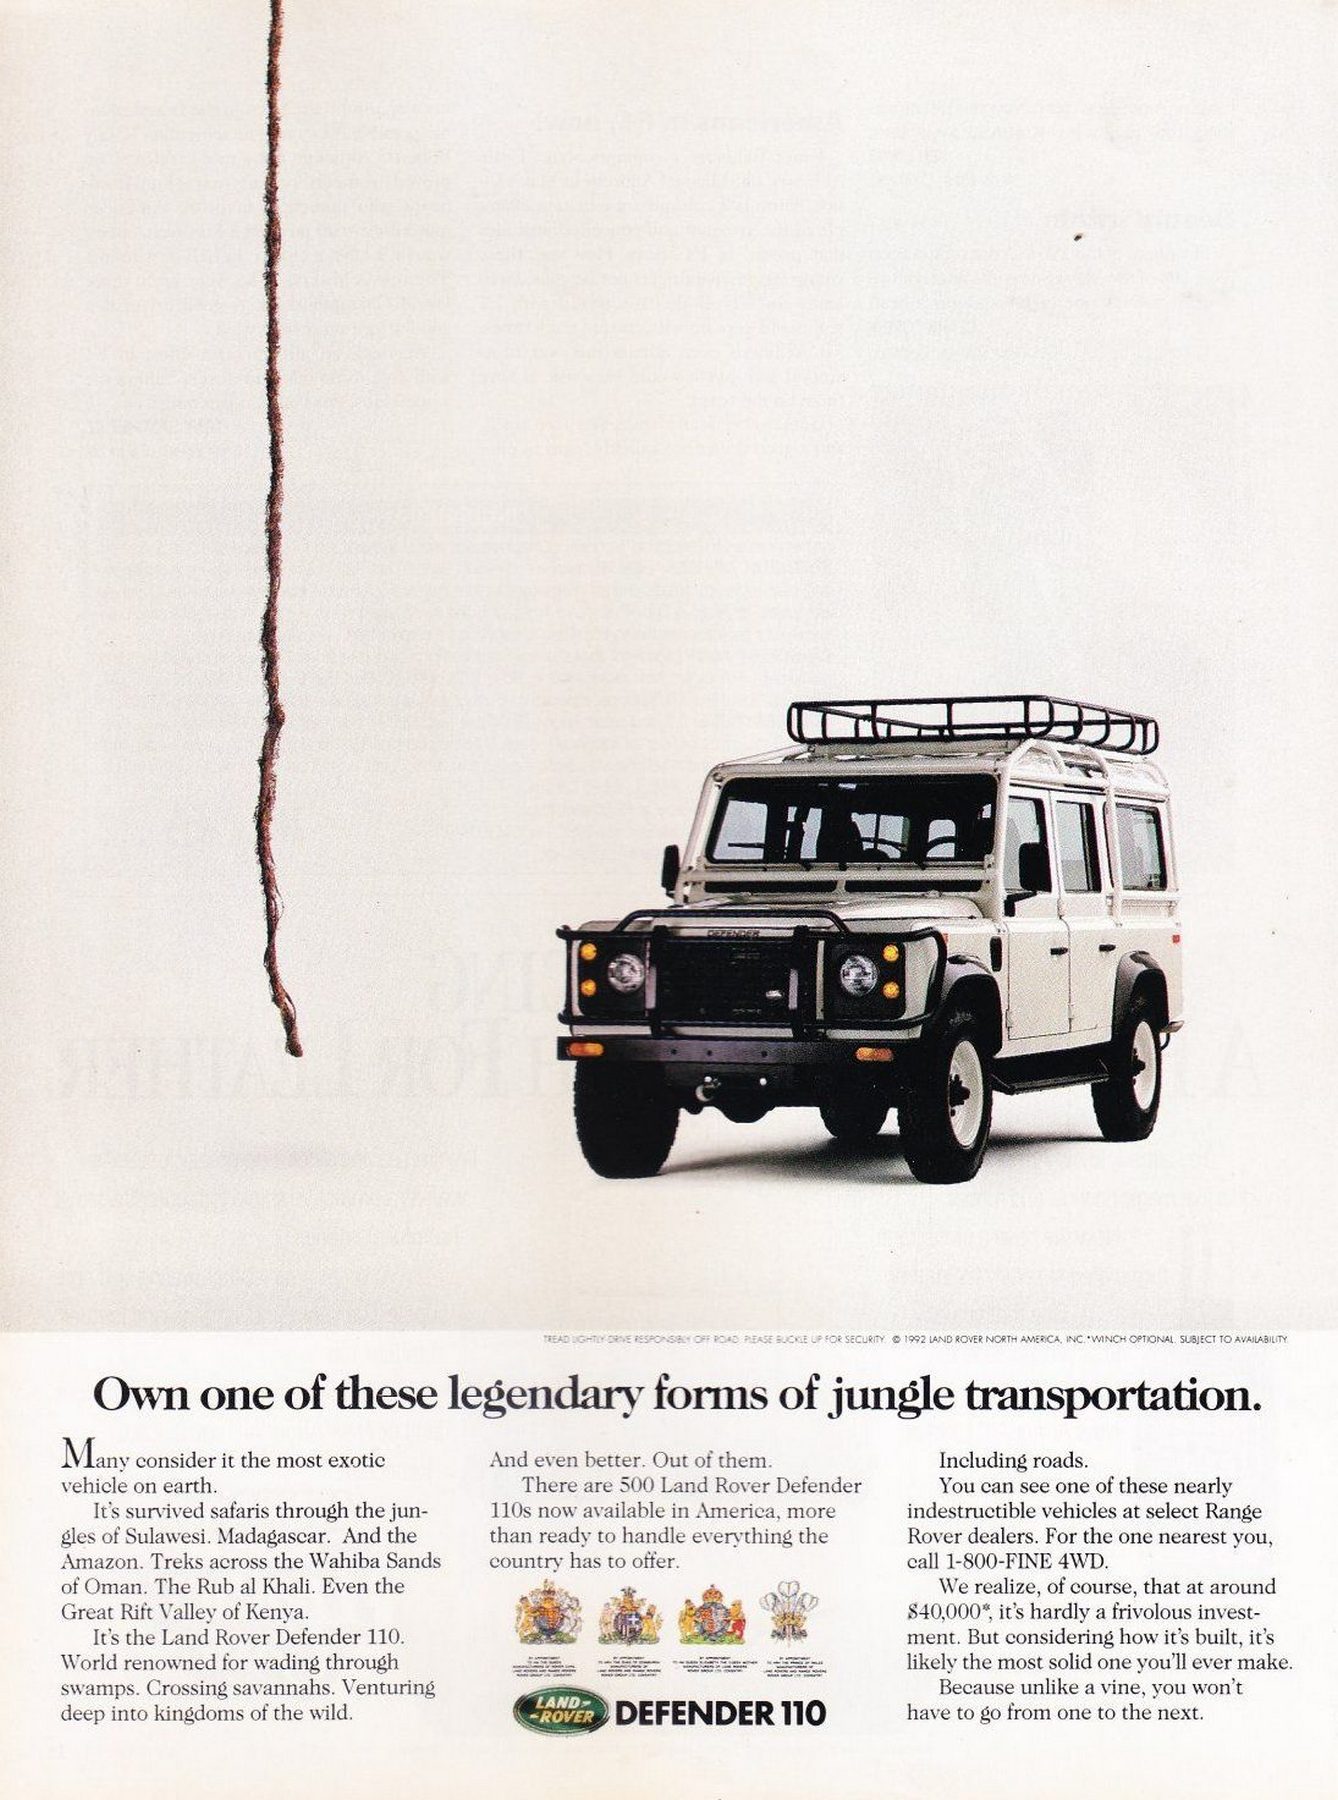 DEFENDER
TREAD LIGHTLY-DRIVE RESPONSIBLY OFF ROAD. PLEASE BUCKLE UP FOR SECURITY. © 1992 LAND ROVER NORTH AMERICA, INC. *WINCH OPTIONAL. SUBJECT TO AVAILABILITY.
Own one of these legendary forms of jungle transportation.
Many consider it the most exotic
vehicle on earth.
It's survived safaris through the jun-
gles of Sulawesi. Madagascar. And the
Amazon. Treks across the Wahiba Sands
of Oman. The Rub al Khali. Even the
Great Rift Valley of Kenya.
It's the Land Rover Defender 110.
World renowned for wading through
swamps. Crossing savannahs. Venturing
deep into kingdoms of the wild.
And even better. Out of them.
There are 500 Land Rover Defender
110s now available in America, more
than ready to handle everything the
country has to offer.
LAND-
-ROVER
DEFENDER 110
Including roads.
You can see one of these nearly
indestructible vehicles at select Range
Rover dealers. For the one nearest you,
call 1-800-FINE 4WD.
We realize, of course, that at around
$40,000*, it's hardly a frivolous invest-
ment. But considering how it's built, it's
likely the most solid one you'll ever make.
Because unlike a vine, you won't
have to go from one to the next.